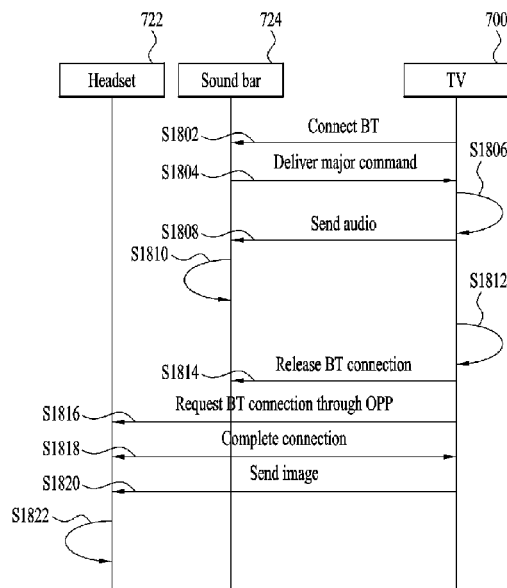 722
724
700
Headset
Sound bar
TV
S1802
Connect BT
S1804
Deliver major command
S1806
S1808
Send audio
S1810
S1812
S1814
Release BT connection
S1816
Request BT connection through OPP
S1818
Complete connection
S1820
Send image
S1822